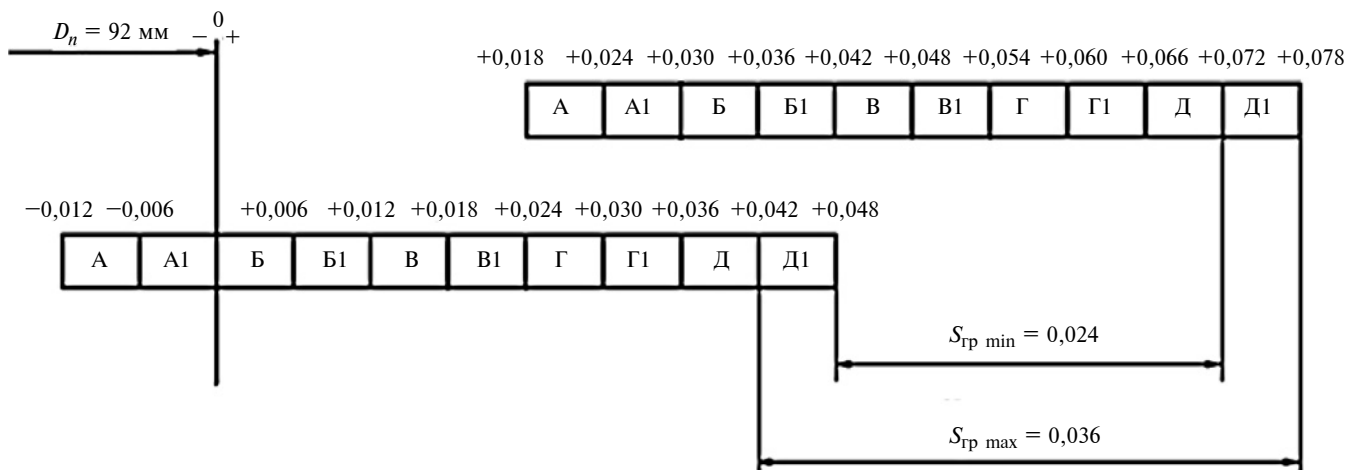 Dn = 92 мм
0
− +
+0,018 +0,024 +0,030 +0,036 +0,042 +0,048 +0,054 +0,060 +0,066 +0,072 +0,078
А А1 Б Б1 В В1 Г Г1 Д Д1
−0,012 −0,006 +0,006 +0,012 +0,018 +0,024 +0,030 +0,036 +0,042 +0,048
А А1 Б Б1 В В1 Г Г1 Д Д1
Sгр min = 0,024
Sгр max = 0,036